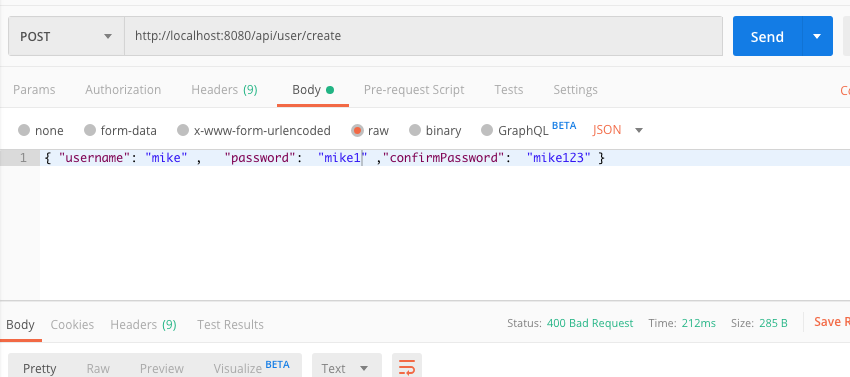 POST http://localhost:8080/api/user/create Send
Params Authorization Headers (9) Body Pre-request Script Tests Settings
none form-data x-www-form-urlencoded raw binary GraphQL BETA JSON
1 { "username": "mike" , "password": "mike1" ,"confirmPassword": "mike123" }
Body Cookies Headers (9) Test Results Status: 400 Bad Request Time: 212ms Size: 285 B Save
Pretty Raw Preview Visualize BETA Text